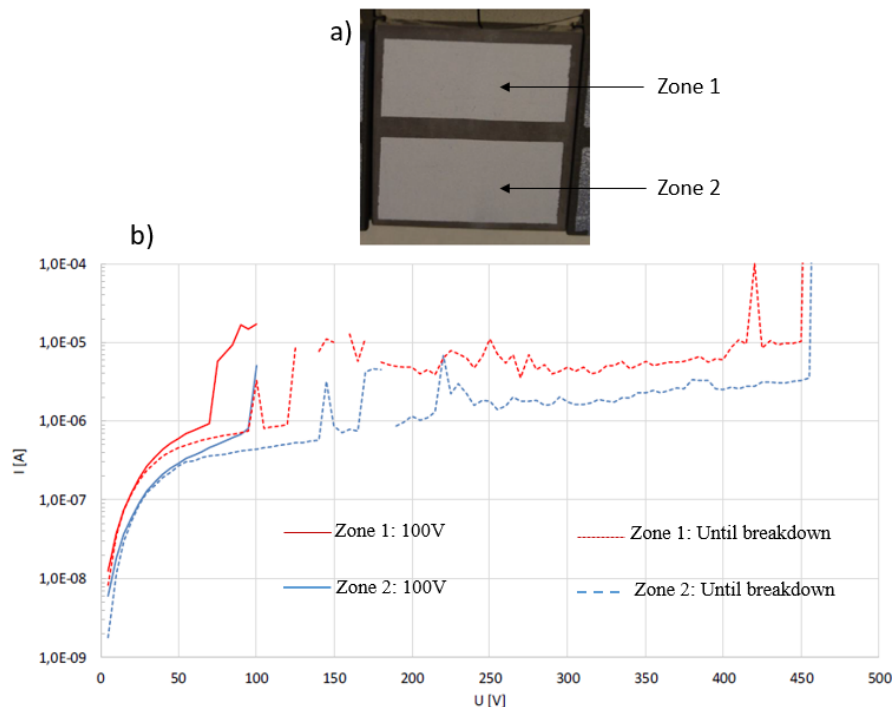 a)
Zone 1
Zone 2
b)
1,0E-04
1,0E-05
1,0E-06
1,0E-07
1,0E-08
1,0E-09
I [A]
Zone 1: 100V
Zone 1: Until breakdown
Zone 2: 100V
Zone 2: Until breakdown
0 50 100 150 200 250 300 350 400 450 500
U [V]